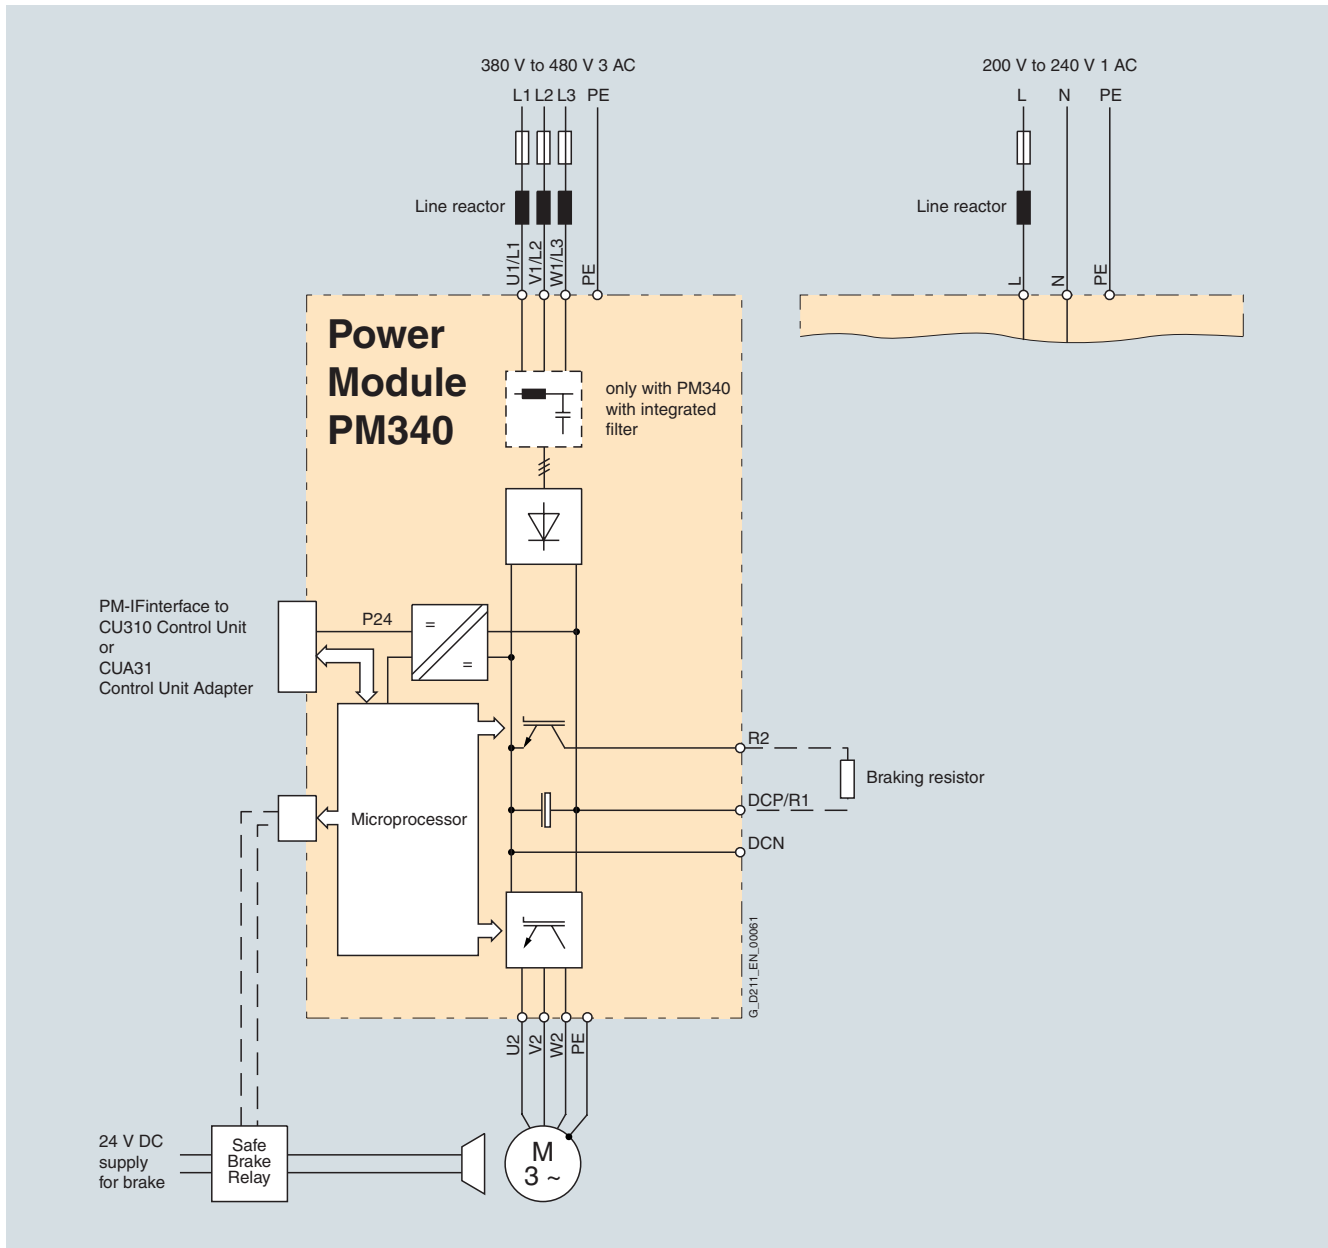 380 V to 480 V 3 AC
L1 L2 L3 PE
Line reactor
U1/L1
V1/L2
W1/L3
PE
200 V to 240 V 1 AC
L N PE
Line reactor
L
N
PE
Power
Module
PM340
only with PM340
with integrated
filter
PM-IFinterface to
CU310 Control Unit
or
CUA31
Control Unit Adapter
P24
=
=
R2
Braking resistor
DCP/R1
DCN
Microprocessor
G_D211_EN_00061
U2
V2
W2
PE
24 V DC
supply
for brake
Safe
Brake
Relay
M
3 ~